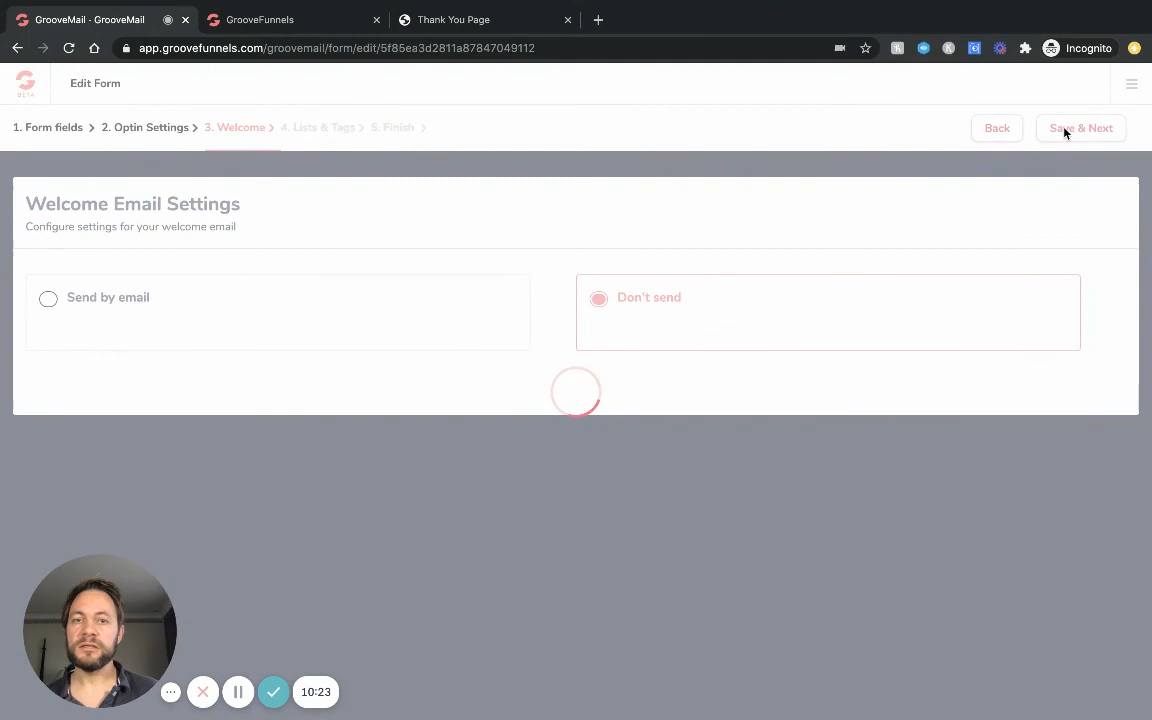 GrooveMail - GrooveMail
GrooveFunnels
Thank You Page
app.groovefunnels.com/groovemail/form/edit/5f85ea3d2811a87847049112
Incognito
BETA
Edit Form
1. Form fields
2. Optin Settings
3. Welcome
4. Lists & Tags
5. Finish
Back
Save & Next
Welcome Email Settings
Configure settings for your welcome email
Send by email
Don't send
10:23